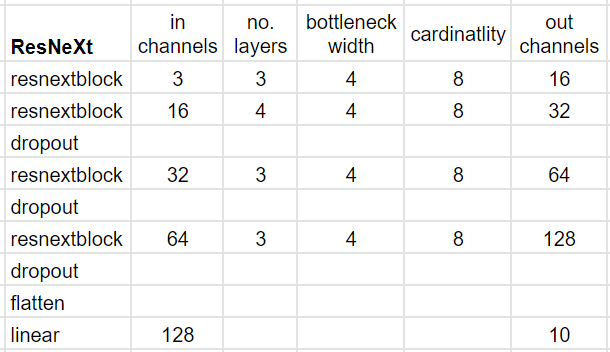 ResNeXt in channels no. layers bottleneck width cardinatlity out channels
resnextblock 3 3 4 8 16
resnextblock 16 4 4 8 32
dropout
resnextblock 32 3 4 8 64
dropout
resnextblock 64 3 4 8 128
dropout
flatten
linear 128 10